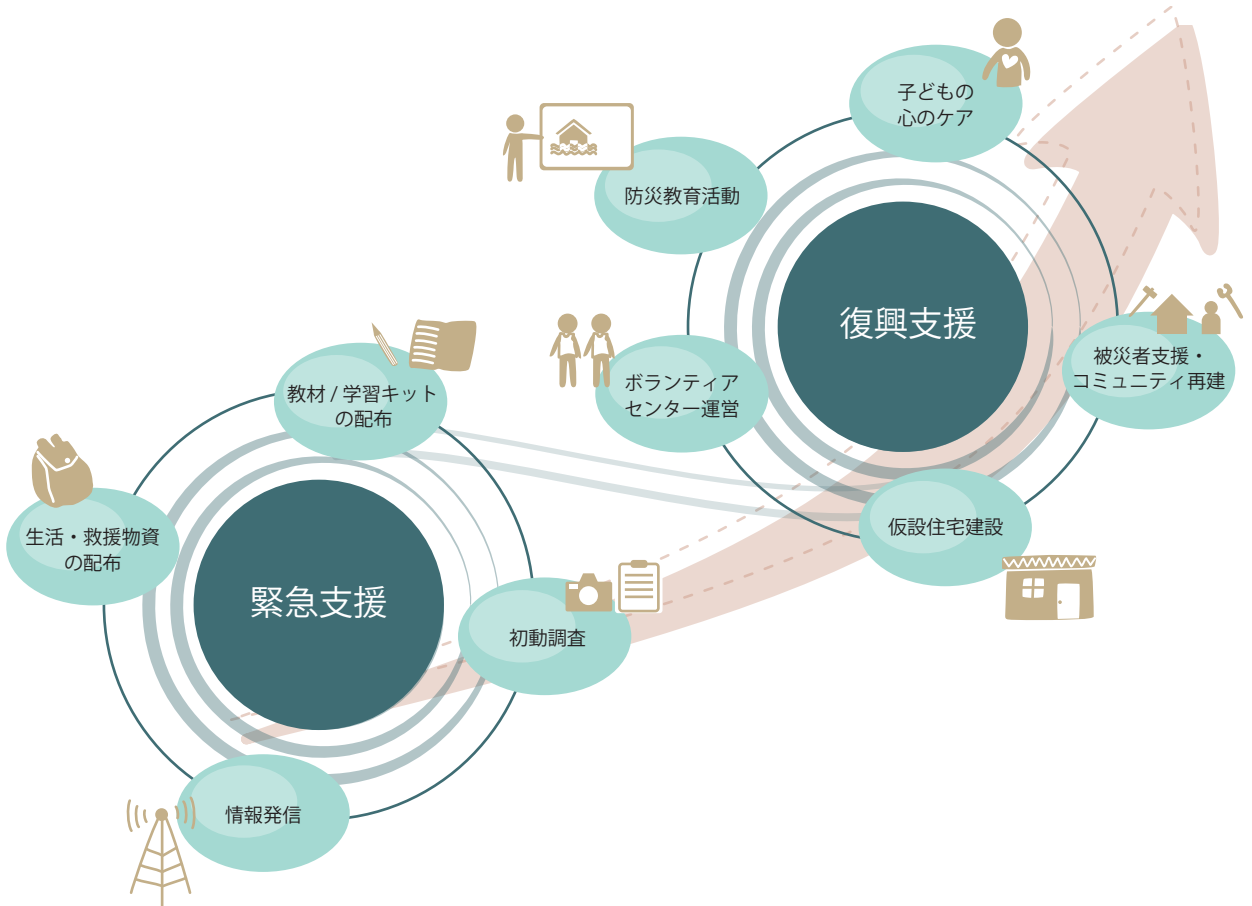 子どもの
心のケア
防災教育活動
復興支援
被災者支援・
コミュニティ再建
ボランティア
センター運営
仮設住宅建設
教材 / 学習キット
の配布
生活・救援物資
の配布
緊急支援
初動調査
情報発信